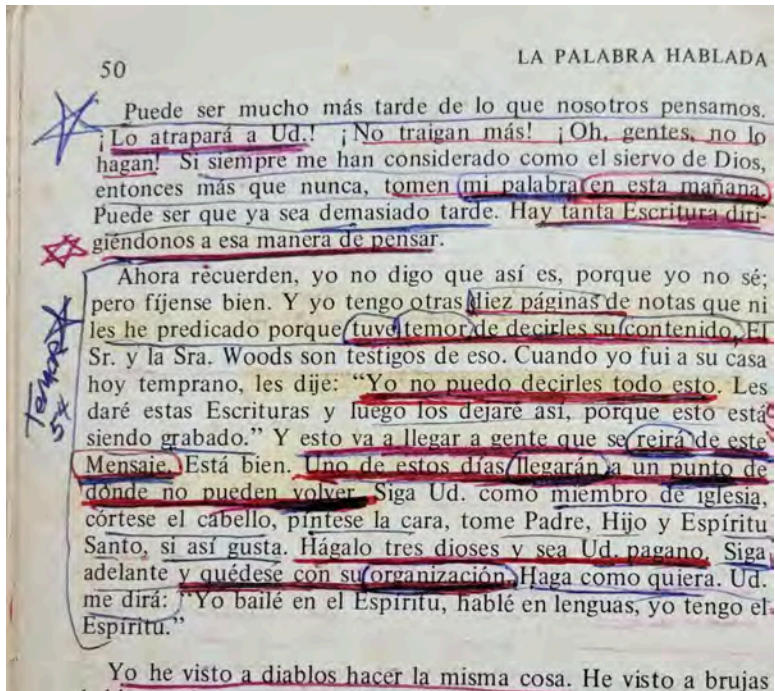 50
LA PALABRA HABLADA
Puede ser mucho más tarde de lo que nosotros pensamos.
¡Lo atrapará a Ud.! ¡No traigan más! ¡Oh, gentes, no lo
hagan! Si siempre me han considerado como el siervo de Dios,
entonces más que nunca, tomen mi palabra en esta mañana.
Puede ser que ya sea demasiado tarde. Hay tanta Escritura diri-
giéndonos a esa manera de pensar.
Ahora recuerden, yo no digo que así es, porque yo no sé;
pero fíjense bien. Y yo tengo otras diez páginas de notas que ni
les he predicado porque tuve temor de decirles su contenido. El
Sr. y la Sra. Woods son testigos de eso. Cuando yo fui a su casa
hoy temprano, les dije: “Yo no puedo decirles todo esto. Les
daré estas Escrituras y luego los dejaré así, porque esto está
siendo grabado.” Y esto va a llegar a gente que se reirá de este
Mensaje. Está bien. Uno de estos días llegarán a un punto de
donde no pueden volver. Siga Ud. como miembro de iglesia,
córtese el cabello, píntese la cara, tome Padre, Hijo y Espíritu
Santo, si así gusta. Hágalo tres dioses y sea Ud. pagano. Siga
adelante y quédese con su organización. Haga como quiera. Ud.
me dirá: “Yo bailé en el Espíritu, hablé en lenguas, yo tengo el
Espíritu.”
Yo he visto a diablos hacer la misma cosa. He visto a brujas
Temor
5x